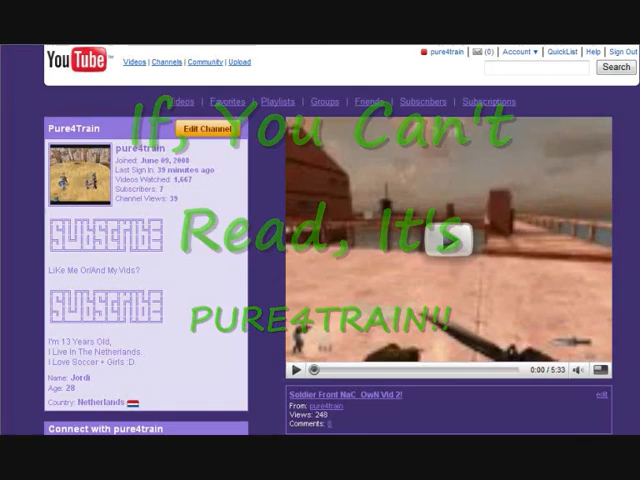 YouTube
Videos | Channels | Community | Upload
pure4train (0) Account ▼ QuickList | Help | Sign Out
Search
Videos | Favorites | Playlists | Groups | Friends | Subscribers | Subscriptions
If, You Can't
Read, It's
PURE4TRAIN!!
Pure4Train
Edit Channel
pure4train
Joined: June 09, 2008
Last Sign In: 39 minutes ago
Videos Watched: 1,667
Subscribers: 7
Channel Views: 39
SUBSCRIBE
LiKe Me Or/And My Vids?
SUBSCRIBE
I'm 13 Years Old,
I Live In The Netherlands.
I Love Soccer + Girls :D.
Name: Jordi
Age: 28
Country: Netherlands
Connect with pure4train
0:00 / 5:33
Soldier Front NaC_OwN Vid 2!
edit
From: pure4train
Views: 248
Comments: